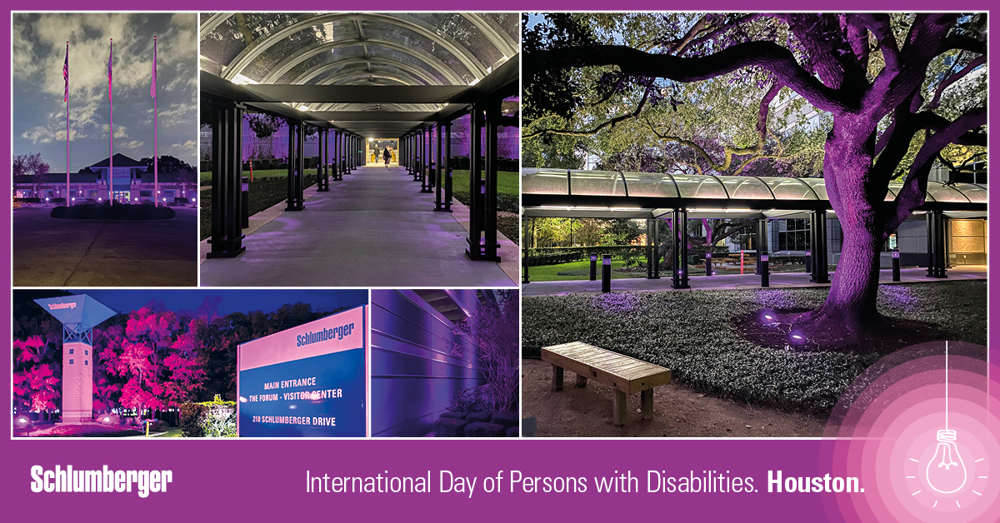 Schlumberger
Schlumberger
MAIN ENTRANCE
THE FORUM - VISITOR CENTER
210 SCHLUMBERGER DRIVE
Schlumberger
International Day of Persons with Disabilities. Houston.